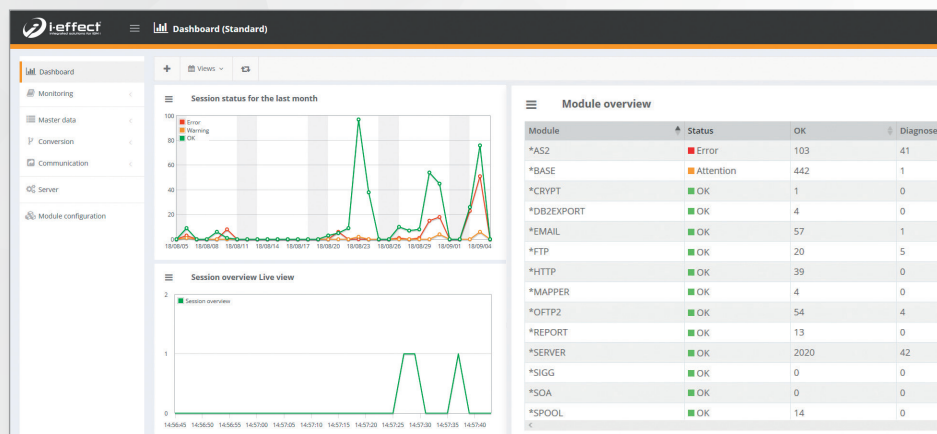 i-effect
Dashboard (Standard)
Dashboard
Monitoring
Master data
Conversion
Communication
Server
Module configuration
Views
Session status for the last month
Error
Warning
OK
100
80
60
40
20
0
18/08/05 18/08/08 18/08/11 18/08/14 18/08/17 18/08/20 18/08/23 18/08/26 18/08/29 18/09/01 18/09/04
Session overview Live view
Session overview
2
1
0
14:56:45 14:56:50 14:56:55 14:57:00 14:57:05 14:57:10 14:57:15 14:57:20 14:57:25 14:57:30 14:57:35 14:57:40
Module overview
Module Status OK Diagnose
*AS2 Error 103 41
*BASE Attention 442 1
*CRYPT OK 1 0
*DB2EXPORT OK 4 0
*EMAIL OK 57 1
*FTP OK 20 5
*HTTP OK 39 0
*MAPPER OK 4 0
*OFTP2 OK 54 4
*REPORT OK 13 0
*SERVER OK 2020 42
*SIGG OK 0 0
*SOA OK 0 0
*SPOOL OK 14 0